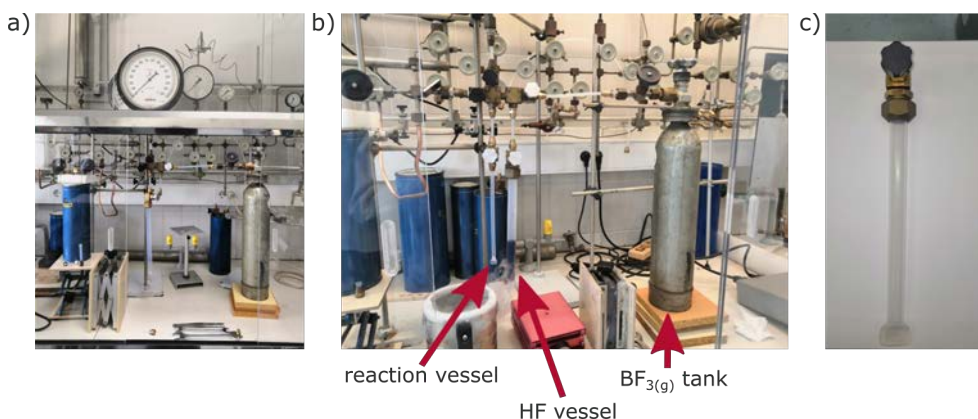 a)
b)
c)
reaction vessel
HF vessel
BF3(g) tank